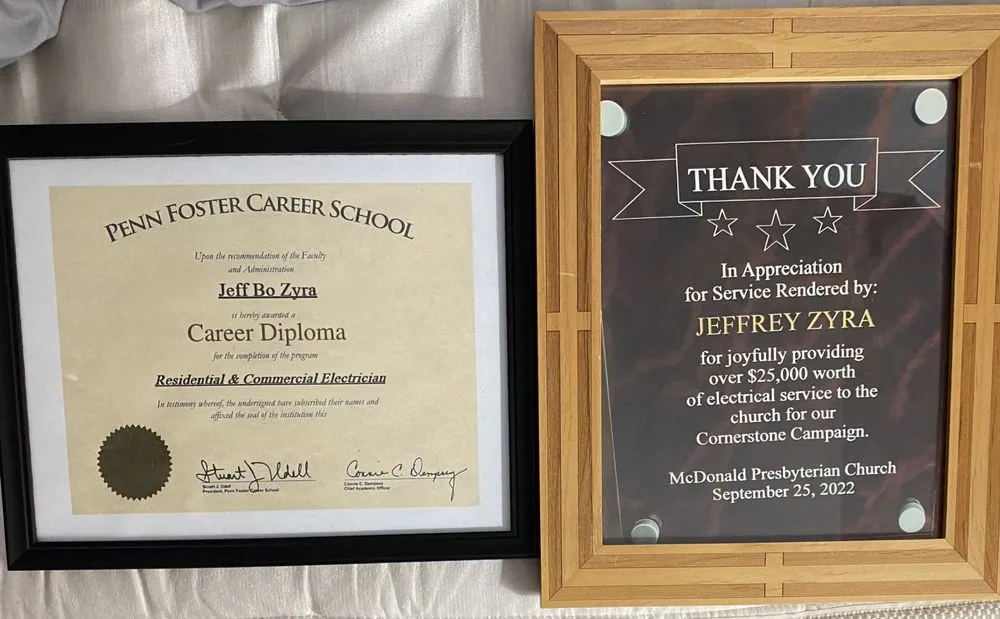 PENN FOSTER CAREER SCHOOL
Upon the recommendation of the Faculty
and Administration
Jeff Bo Zyra
is hereby awarded a
Career Diploma
for the completion of the program
Residential & Commercial Electrician
In testimony whereof, the undersigned have subscribed their names and
affixed the seal of the institution this
Stuart J. Udell
Stuart J. Udell
President, Penn Foster Career School
Connie C. Dempsey
Connie C. Dempsey
Chief Academic Officer
THANK YOU
In Appreciation
for Service Rendered by:
JEFFREY ZYRA
for joyfully providing
over $25,000 worth
of electrical service to the
church for our
Cornerstone Campaign.
McDonald Presbyterian Church
September 25, 2022